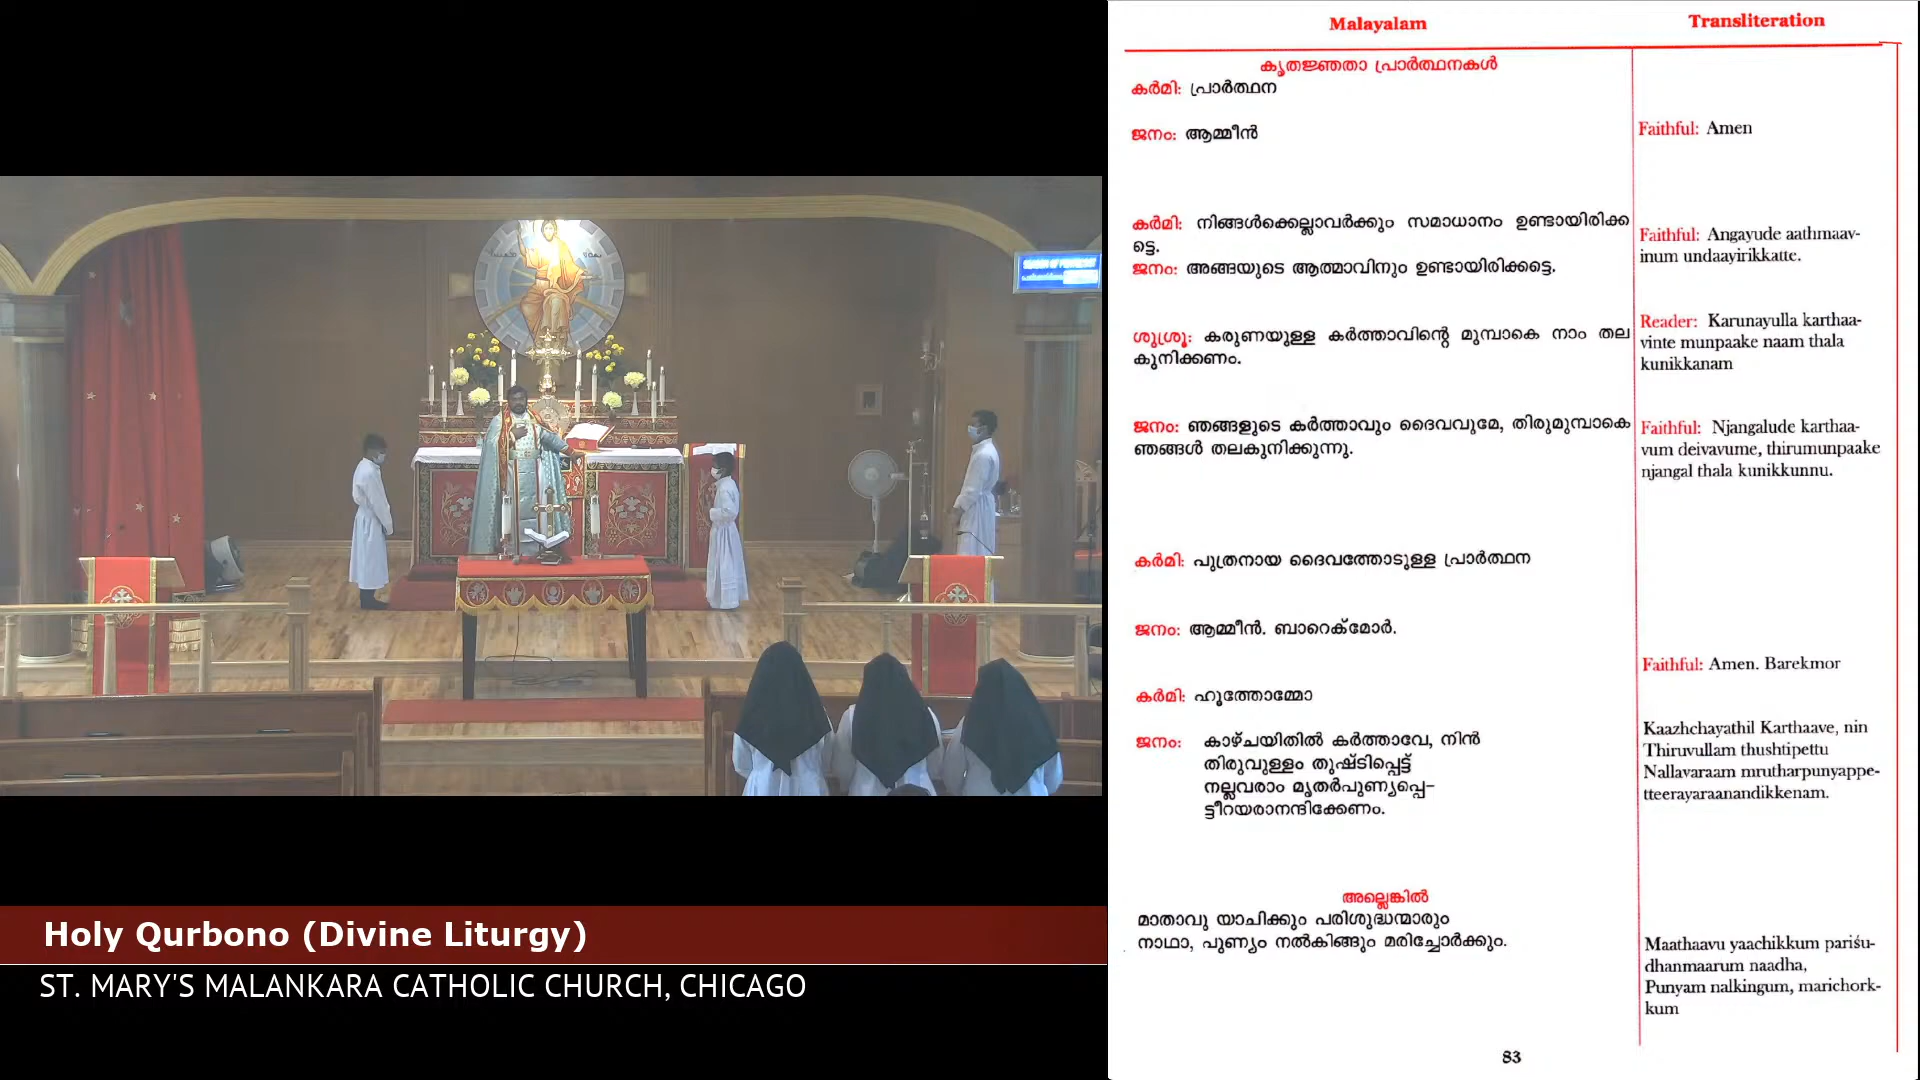 Holy Qurbono (Divine Liturgy)
ST. MARY'S MALANKARA CATHOLIC CHURCH, CHICAGO
Malayalam
Transliteration
കൃതജ്ഞതാ പ്രാർത്ഥനകൾ
കർമി: പ്രാർത്ഥന
ജനം: ആമ്മീൻ
Faithful: Amen
കർമി: നിങ്ങൾക്കെല്ലാവർക്കും സമാധാനം ഉണ്ടായിരിക്ക
ട്ടെ.
ജനം: അങ്ങയുടെ ആത്മാവിനും ഉണ്ടായിരിക്കട്ടെ.
Faithful: Angayude aathmaav-
inum undaayirikkatte.
ശുശ്രൂ: കരുണയുള്ള കർത്താവിന്റെ മുമ്പാകെ നാം തല
കുനിക്കണം.
Reader: Karunayulla karthaa-
vinte munpaake naam thala
kunikkanam
ജനം: ഞങ്ങളുടെ കർത്താവും ദൈവവുമേ, തിരുമുമ്പാകെ
ഞങ്ങൾ തലകുനിക്കുന്നു.
Faithful: Njangalude karthaa-
vum deivavume, thirumunpaake
njangal thala kunikkunnu.
കർമി: പുത്രനായ ദൈവത്തോടുള്ള പ്രാർത്ഥന
ജനം: ആമ്മീൻ. ബാറെക്മോർ.
Faithful: Amen. Barekmor
കർമി: ഹൂത്തോമ്മോ
ജനം: കാഴ്ചയിതിൽ കർത്താവേ, നിൻ
തിരുവുള്ളം തുഷ്ടിപ്പെട്ട്
നല്ലവരാം മൃതർപുണ്യപ്പെ-
ട്ടീറയരാനന്ദിക്കേണം.
Kaazhchayathil Karthaave, nin
Thiruvullam thushtipettu
Nallavaraam mrutharpunyappe-
tteerayaraanandikkenam.
അല്ലെങ്കിൽ
മാതാവു യാചിക്കും പരിശുദ്ധന്മാരും
നാഥാ, പുണ്യം നൽകിങ്ങും മരിച്ചോർക്കും.
Maathaavu yaachikkum pariśu-
dhanmaarum naadha,
Punyam nalkingum, marichork-
kum
83